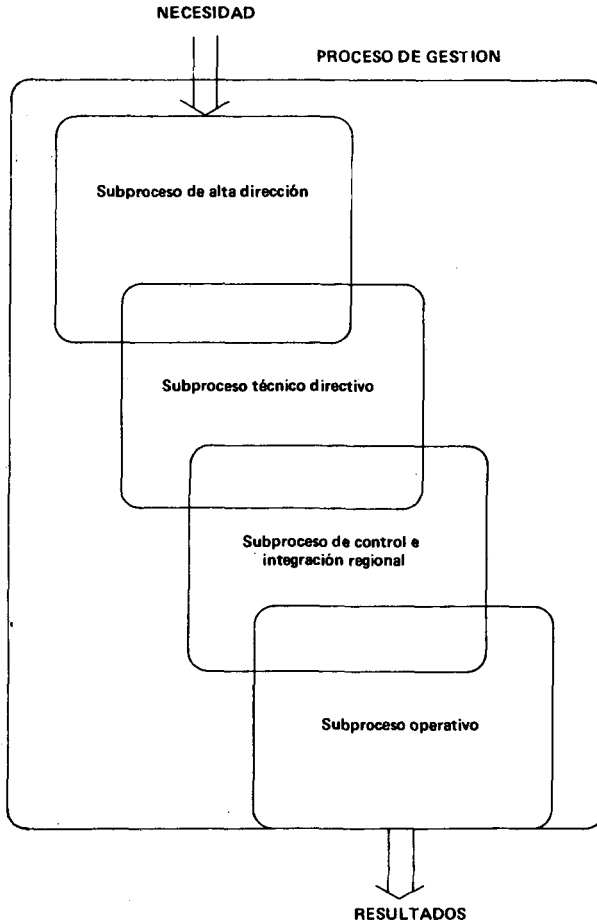 NECESIDAD
PROCESO DE GESTION
Subproceso de alta dirección
Subproceso técnico directivo
Subproceso de control e
integración regional
Subproceso operativo
RESULTADOS